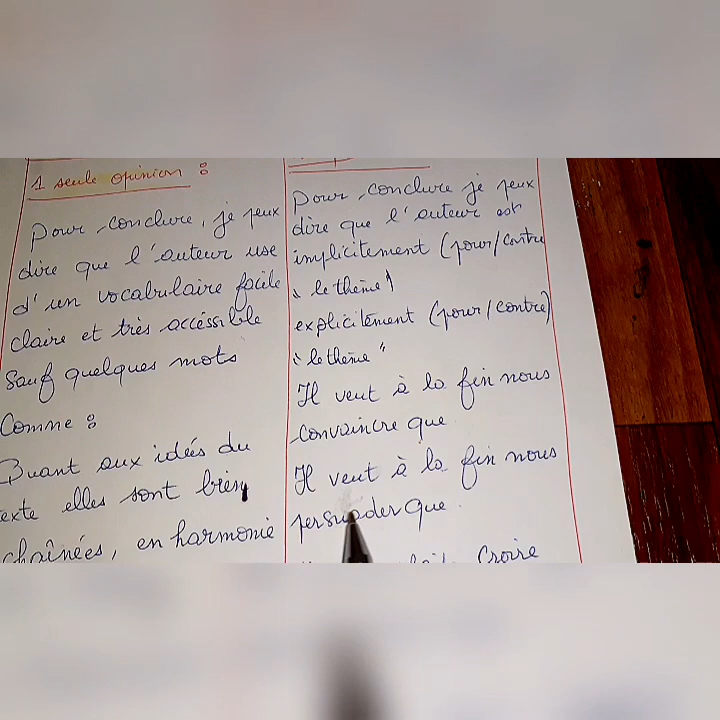 1 seule opinion :
Pour conclure, je peux
dire que l'auteur use
d'un vocabulaire facile
claire et très accéssible
Sauf quelques mots
Comme :
Quant aux idées du
texte elles sont bien
chaînées, en harmonie
Pour conclure je peux
dire que l'auteur est
implicitement (pour/contre
"le thème")
explicitement (pour/contre)
"le thème"
Il veut à la fin nous
convaincre que
Il veut à la fin nous
persuader que
croire